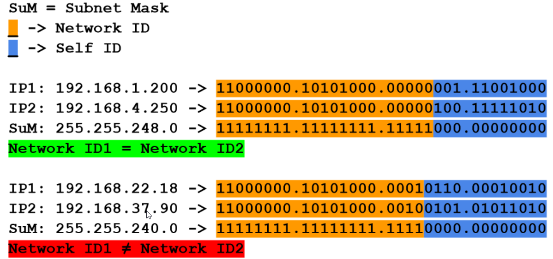 SuM = Subnet Mask
_ -> Network ID
_ -> Self ID
IP1: 192.168.1.200 -> 11000000.10101000.00000001.11001000
IP2: 192.168.4.250 -> 11000000.10101000.00000100.11111010
SuM: 255.255.248.0 -> 11111111.11111111.11111000.00000000
Network ID1 = Network ID2
IP1: 192.168.22.18 -> 11000000.10101000.00010110.00010010
IP2: 192.168.37.90 -> 11000000.10101000.00100101.01011010
SuM: 255.255.240.0 -> 11111111.11111111.11110000.00000000
Network ID1 ≠ Network ID2